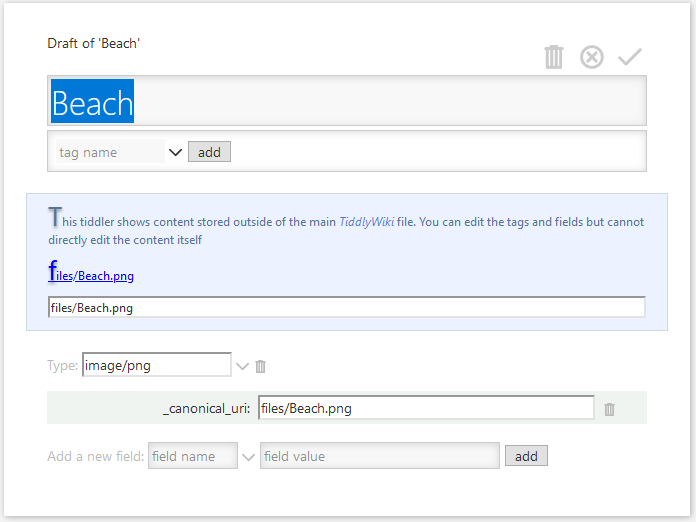 Draft of 'Beach'
Beach
tag name add
This tiddler shows content stored outside of the main TiddlyWiki file. You can edit the tags and fields but cannot
directly edit the content itself
files/Beach.png
files/Beach.png
Type: image/png
_canonical_uri: files/Beach.png
Add a new field: field name field value add